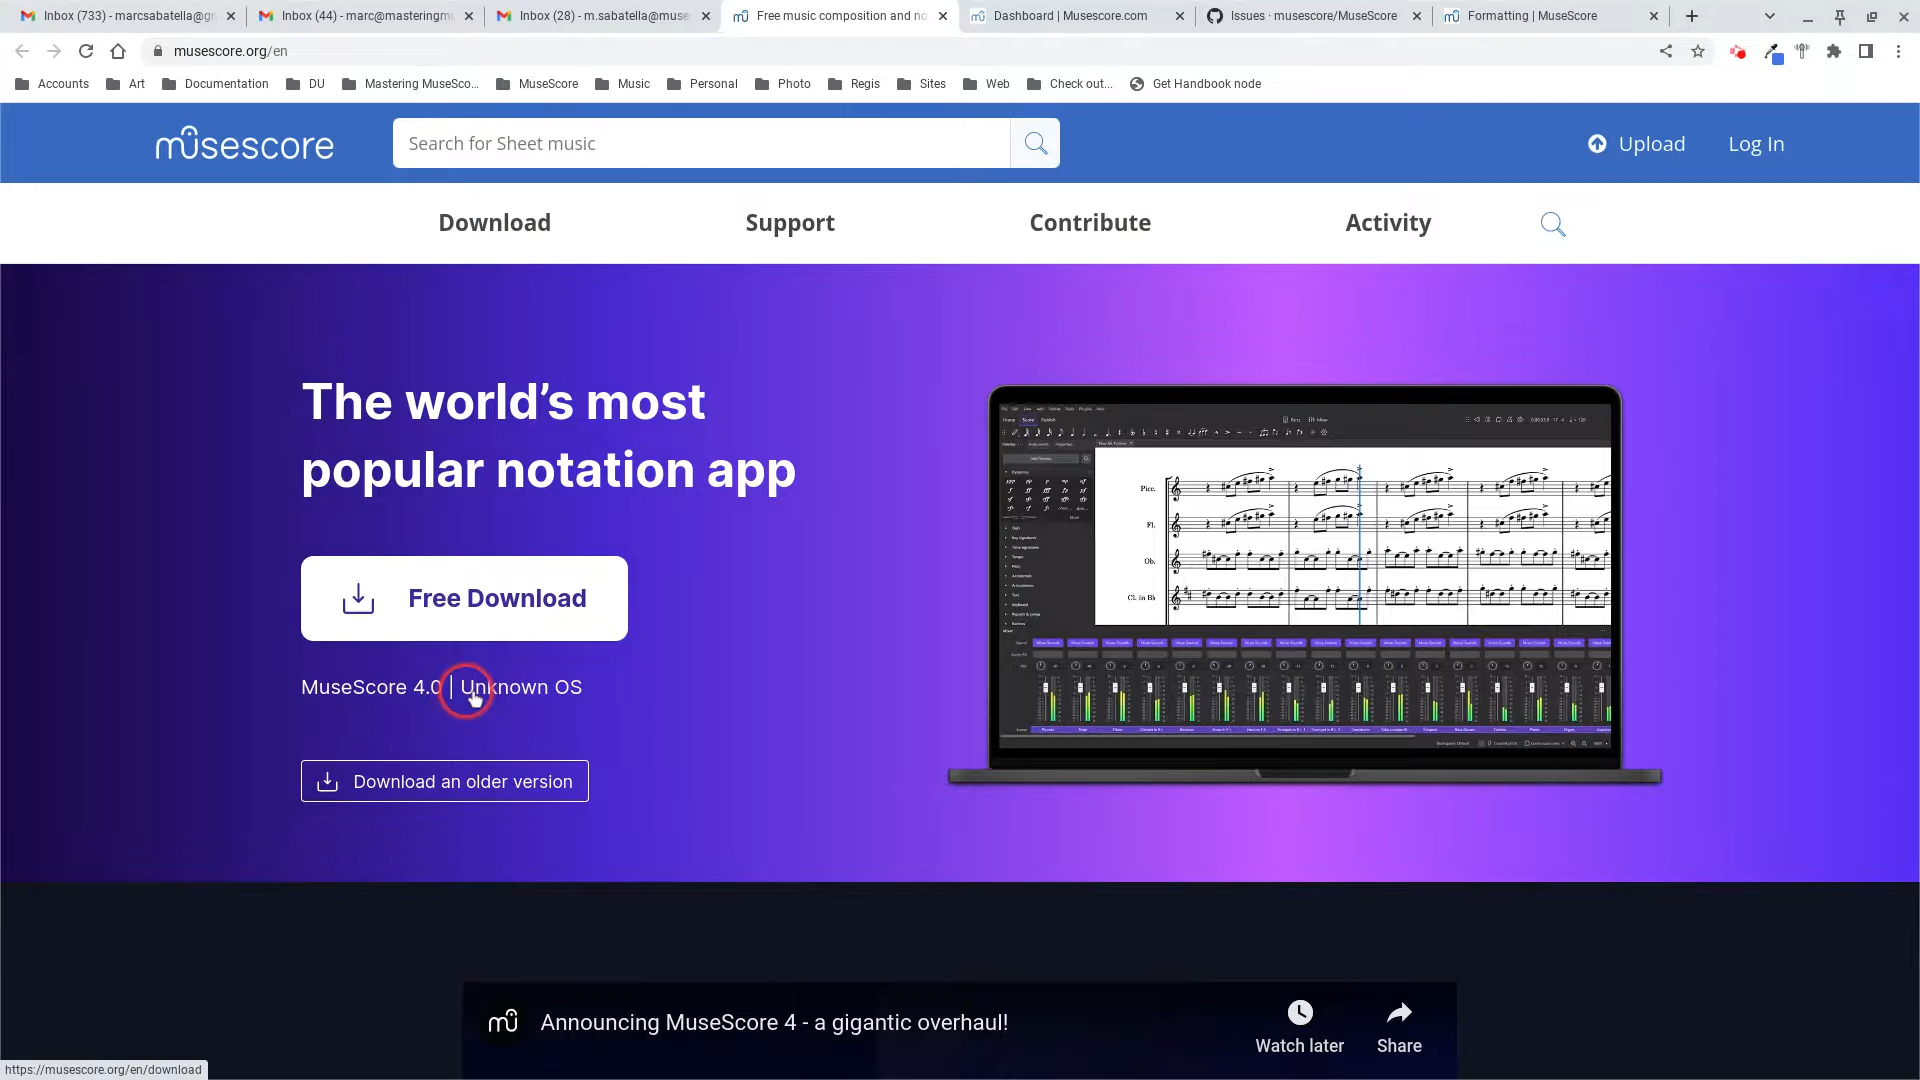 Inbox (733) - marcsabatella@gr
Inbox (44) - marc@masteringmu
Inbox (28) - m.sabatella@muse
Free music composition and no
Dashboard | Musescore.com
Issues · musescore/MuseScore
Formatting | MuseScore
musescore.org/en
Accounts
Art
Documentation
DU
Mastering MuseSco...
MuseScore
Music
Personal
Photo
Regis
Sites
Web
Check out...
Get Handbook node
musescore
Search for Sheet music
Upload
Log In
Download
Support
Contribute
Activity
The world's most
popular notation app
Free Download
MuseScore 4.0 | Unknown OS
Download an older version
Picc.
Fl.
Ob.
Cl. in Bb
Announcing MuseScore 4 - a gigantic overhaul!
Watch later
Share
https://musescore.org/en/download